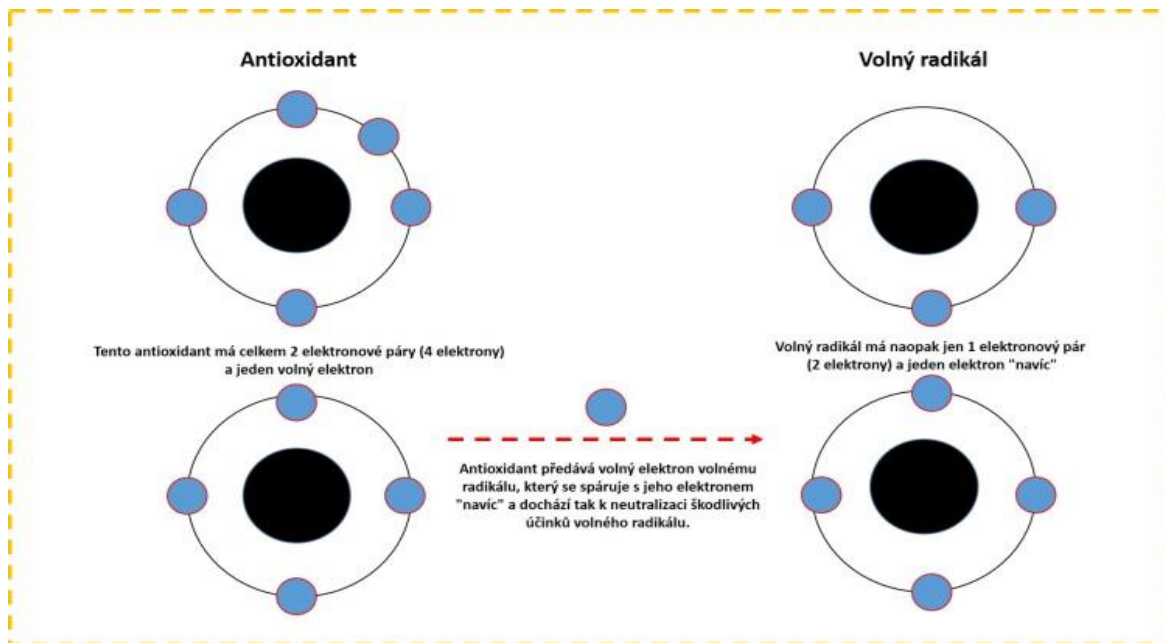 Antioxidant
Volný radikál
Tento antioxidant má celkem 2 elektronové páry (4 elektrony)
a jeden volný elektron
Volný radikál má naopak jen 1 elektronový pár
(2 elektrony) a jeden elektron "navíc"
Antioxidant předává volný elektron volnému
radikálu, který se spáruje s jeho elektronem
"navíc" a dochází tak k neutralizaci škodlivých
účinků volného radikálu.